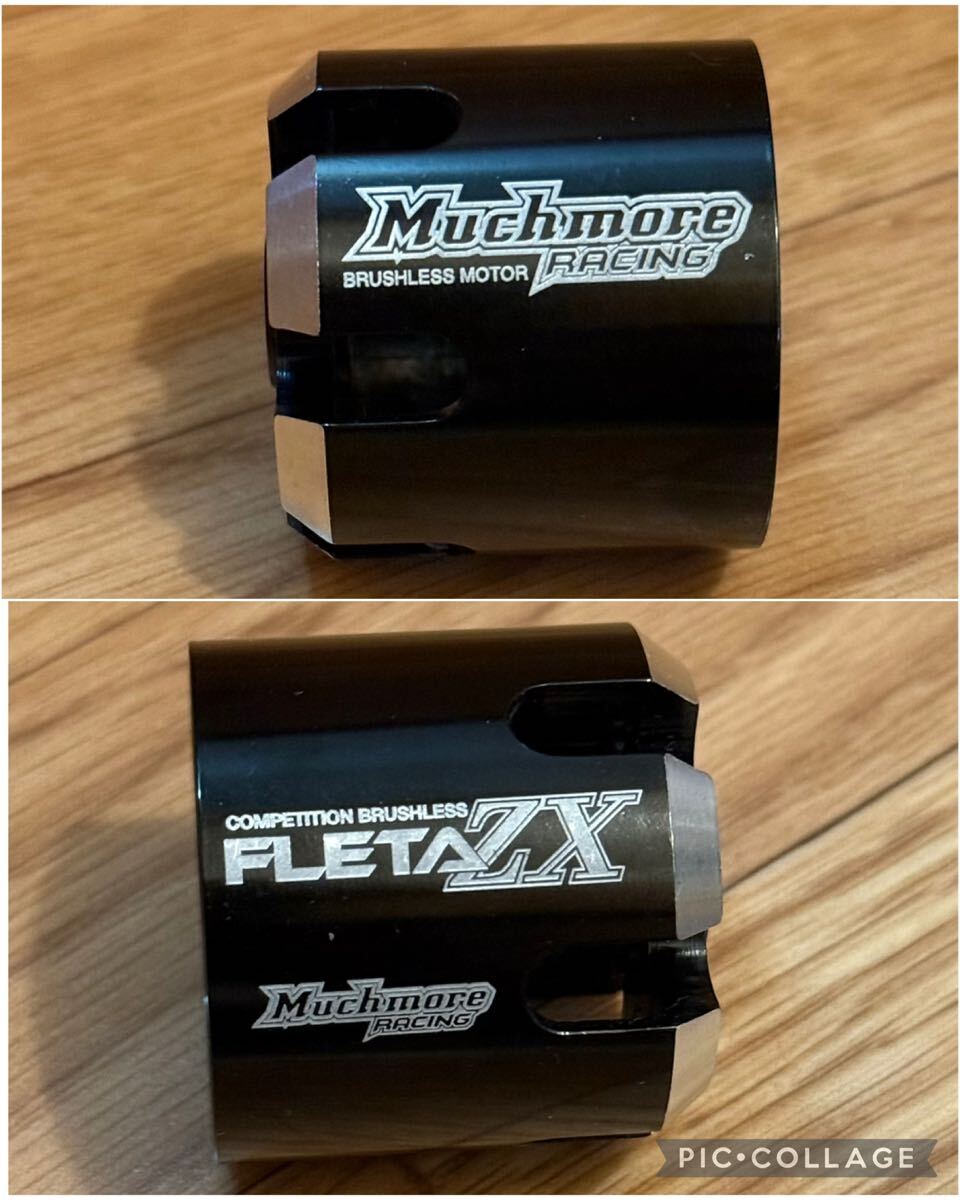 Muchmore
RACING
BRUSHLESS MOTOR
COMPETITION BRUSHLESS
FLETA ZX
Muchmore
RACING
PIC•COLLAGE